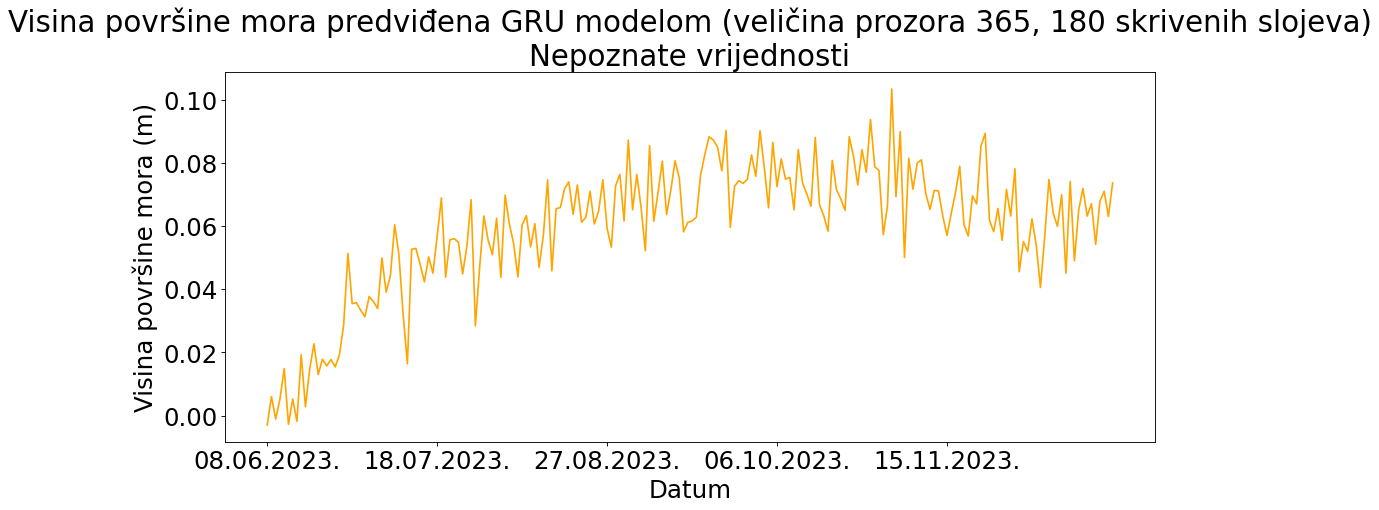 Visina površine mora predviđena GRU modelom (veličina prozora 365, 180 skrivenih slojeva)
Nepoznate vrijednosti
Visina površine mora (m)
0.10
0.08
0.06
0.04
0.02
0.00
08.06.2023. 18.07.2023. 27.08.2023. 06.10.2023. 15.11.2023.
Datum